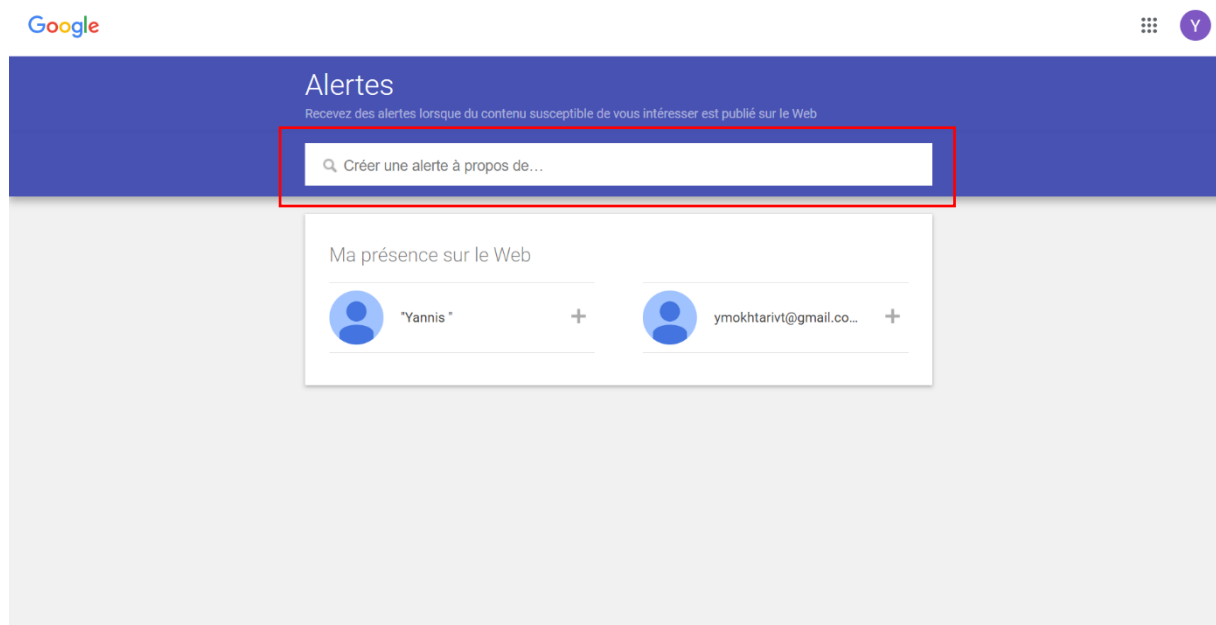 Google
Y
Alertes
Recevez des alertes lorsque du contenu susceptible de vous intéresser est publié sur le Web
Créer une alerte à propos de…
Ma présence sur le Web
"Yannis "
ymokhtarivt@gmail.co…